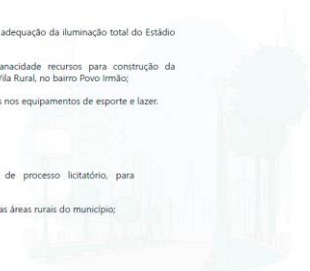 adequação da iluminação total do Estádio
anacidade recursos para construção da
Vila Rural, no bairro Povo Irmão;
s nos equipamentos de esporte e lazer.
de processo licitatório, para
as áreas rurais do município;